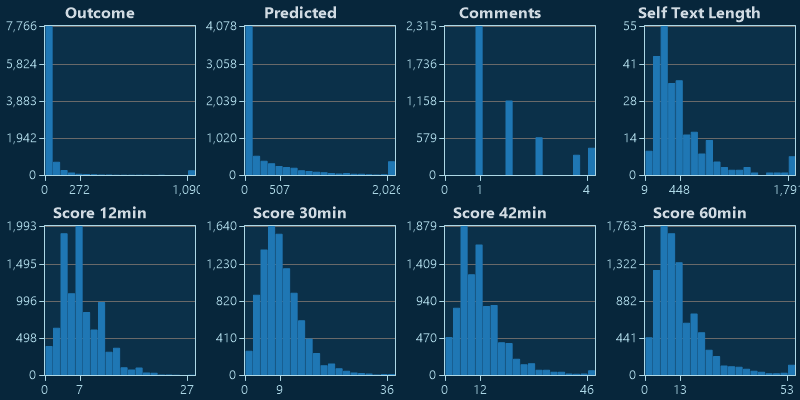 Outcome
7,766
5,824
3,883
1,942
0
0 272 1,090
Predicted
4,078
3,058
2,039
1,020
0
0 507 2,026
Comments
2,315
1,736
1,158
579
0
0 1 4
Self Text Length
55
41
28
14
0
9 448 1,791
Score 12min
1,993
1,495
996
498
0
0 7 27
Score 30min
1,640
1,230
820
410
0
0 9 36
Score 42min
1,879
1,409
940
470
0
0 12 46
Score 60min
1,763
1,322
882
441
0
0 13 53